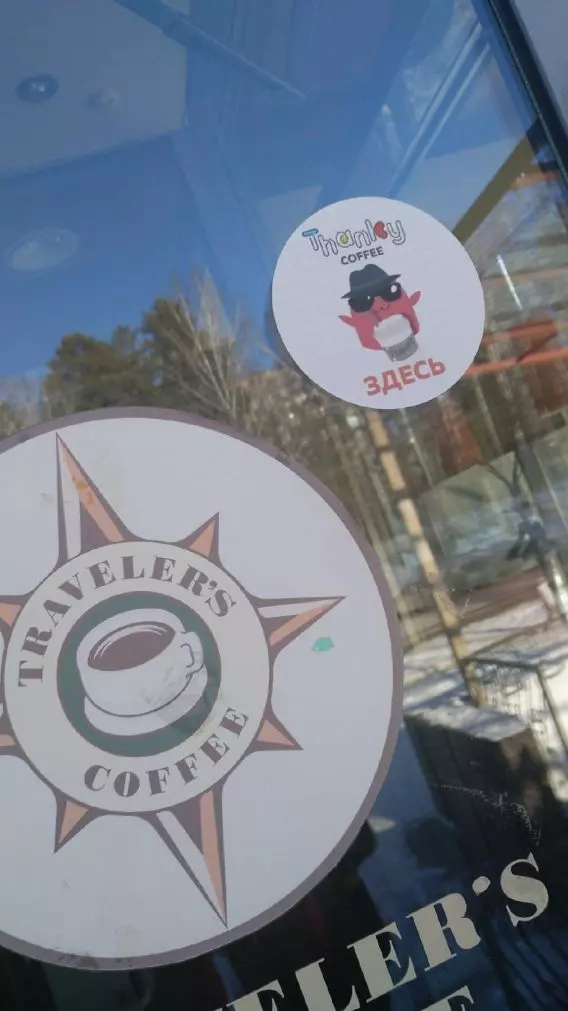 Thanky
COFFEE
ЗДЕСЬ
TRAVELER'S
COFFEE
ELER'S